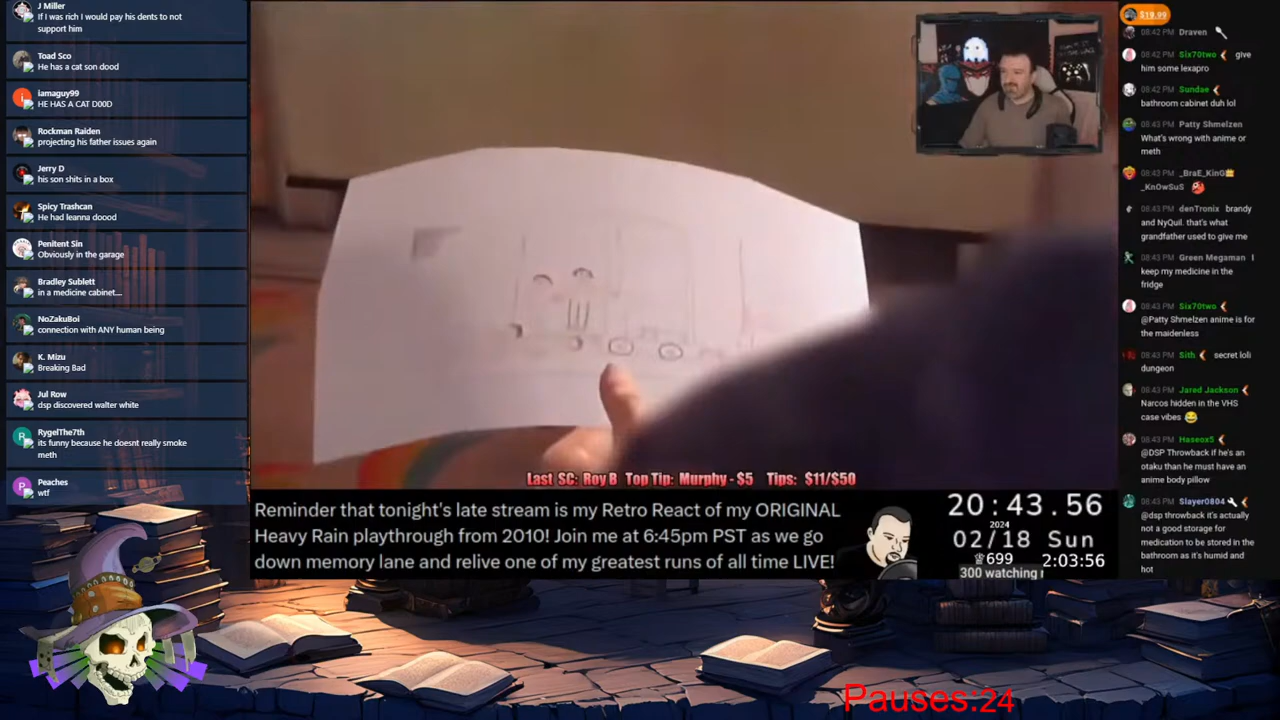 J Miller
If I was rich I would pay his dents to not
support him
Toad Sco
He has a cat son dood
iamaguy99
HE HAS A CAT D00D
Rockman Raiden
projecting his father issues again
Jerry D
his son shits in a box
Spicy Trashcan
He had leanna doood
Penitent Sin
Obviously in the garage
Bradley Sublett
in a medicine cabinet....
NoZakuBoi
connection with ANY human being
K. Mizu
Breaking Bad
Jul Row
dsp discovered walter white
RygelThe7th
its funny because he doesnt really smoke
meth
Peaches
wtf
Last SC: Roy B Top Tip: Murphy - $5 Tips: $11/$50
Reminder that tonight's late stream is my Retro React of my ORIGINAL
Heavy Rain playthrough from 2010! Join me at 6:45pm PST as we go
down memory lane and relive one of my greatest runs of all time LIVE!
20:43.56
2024
02/18 Sun
699
2:03:56
300 watching
$19.99
08:42 PM Draven
08:42 PM Six70two give
him some lexapro
08:42 PM Sundae
bathroom cabinet duh lol
08:43 PM Patty Shmelzen
What's wrong with anime or
meth
08:43 PM _BraE_KinG
_KnOwSuS
08:43 PM denTronix brandy
and NyQuil. that's what
grandfather used to give me
08:43 PM Green Megaman I
keep my medicine in the
fridge
08:43 PM Six70two
@Patty Shmelzen anime is for
the maidenless
08:43 PM Sith secret loli
dungeon
08:43 PM Jared Jackson
Narcos hidden in the VHS
case vibes
08:43 PM Haseox5
@DSP Throwback if he's an
otaku than he must have an
anime body pillow
08:43 PM Slayer0804
@dsp throwback it's actually
not a good storage for
medication to be stored in the
bathroom as it's humid and
hot
Pauses:24